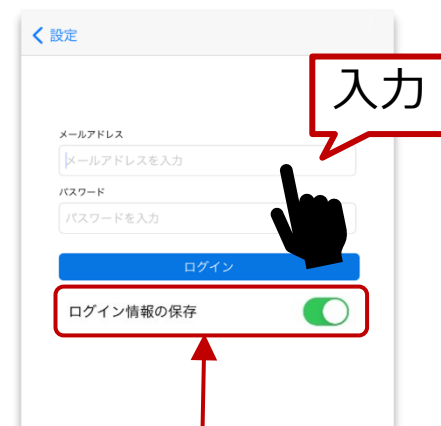 設定
入力
メールアドレス
メールアドレスを入力
パスワード
パスワードを入力
ログイン
ログイン情報の保存